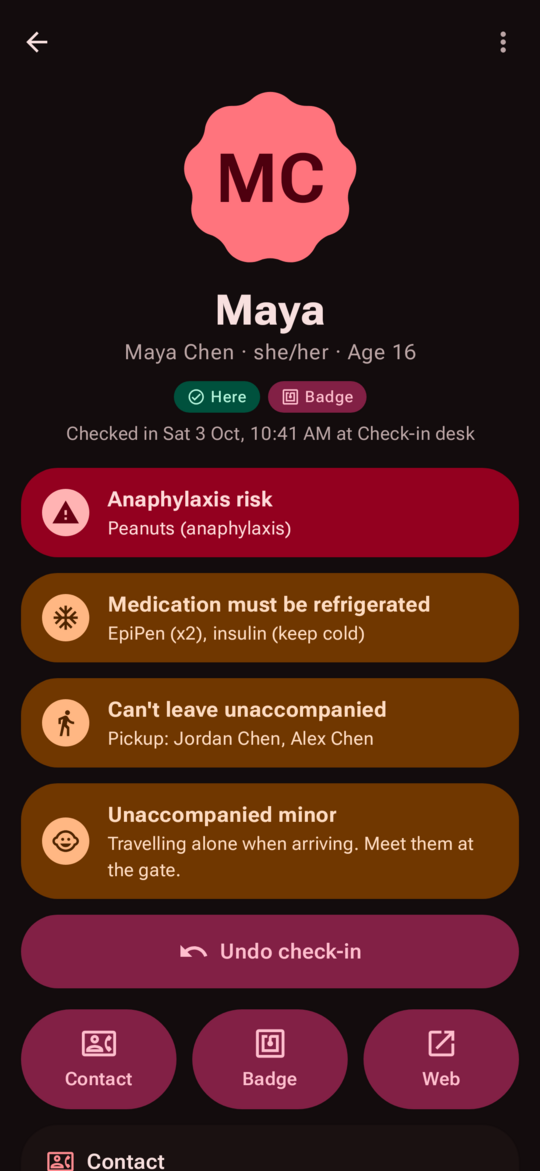 MC
Maya
Maya Chen · she/her · Age 16
Here
Badge
Checked in Sat 3 Oct, 10:41 AM at Check-in desk
Anaphylaxis risk
Peanuts (anaphylaxis)
Medication must be refrigerated
EpiPen (x2), insulin (keep cold)
Can't leave unaccompanied
Pickup: Jordan Chen, Alex Chen
Unaccompanied minor
Travelling alone when arriving. Meet them at
the gate.
Undo check-in
Contact
Badge
Web
Contact